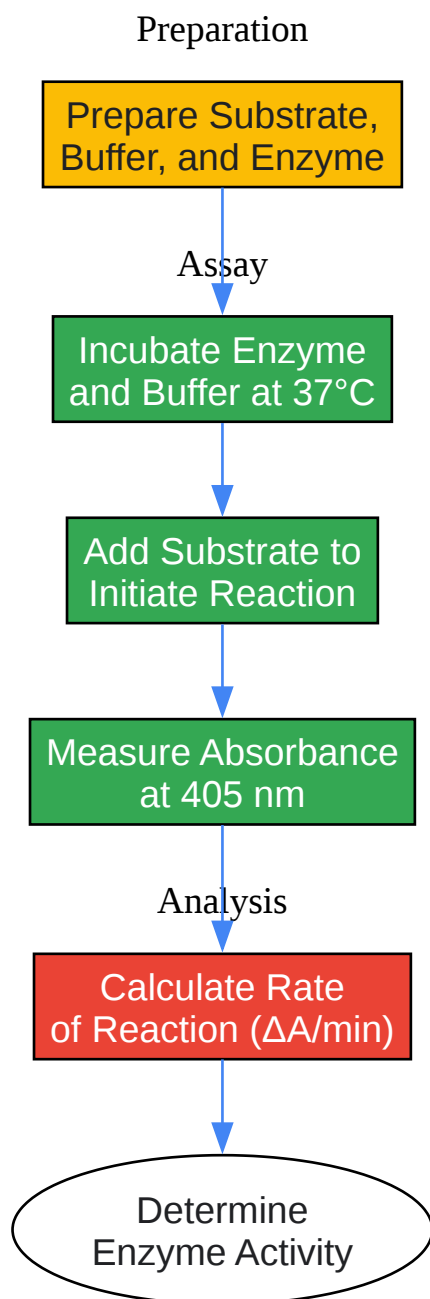 Preparation
Prepare Substrate,
Buffer, and Enzyme
Assay
Incubate Enzyme
and Buffer at 37°C
Add Substrate to
Initiate Reaction
Measure Absorbance
at 405 nm
Analysis
Calculate Rate
of Reaction (ΔA/min)
Determine
Enzyme Activity